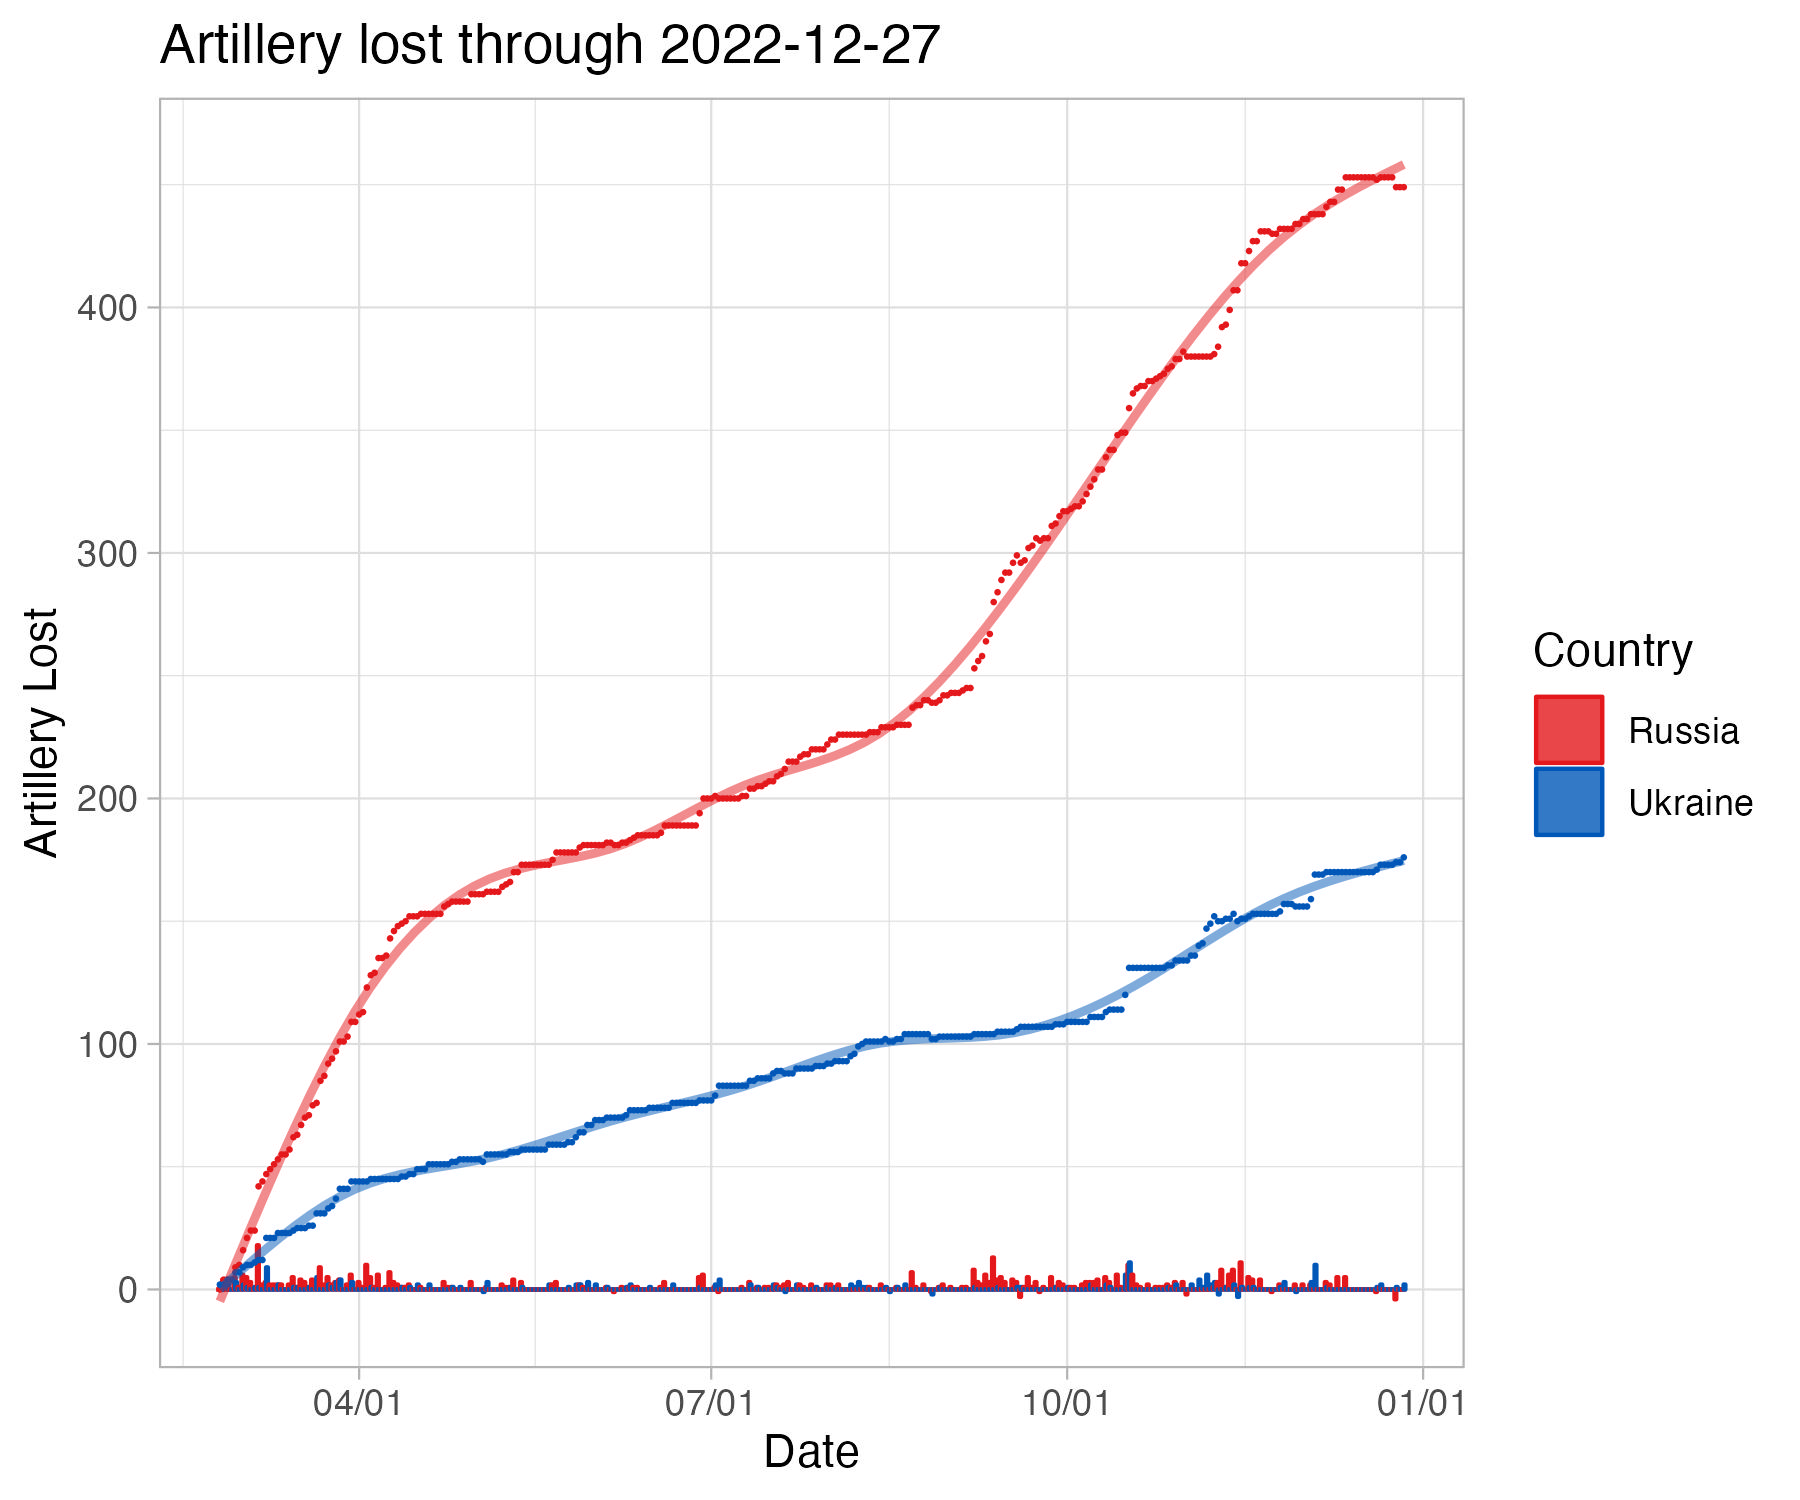 Artillery lost through 2022-12-27
Artillery Lost
400
300
200
100
0
04/01
07/01
10/01
01/01
Date
Country
Russia
Ukraine